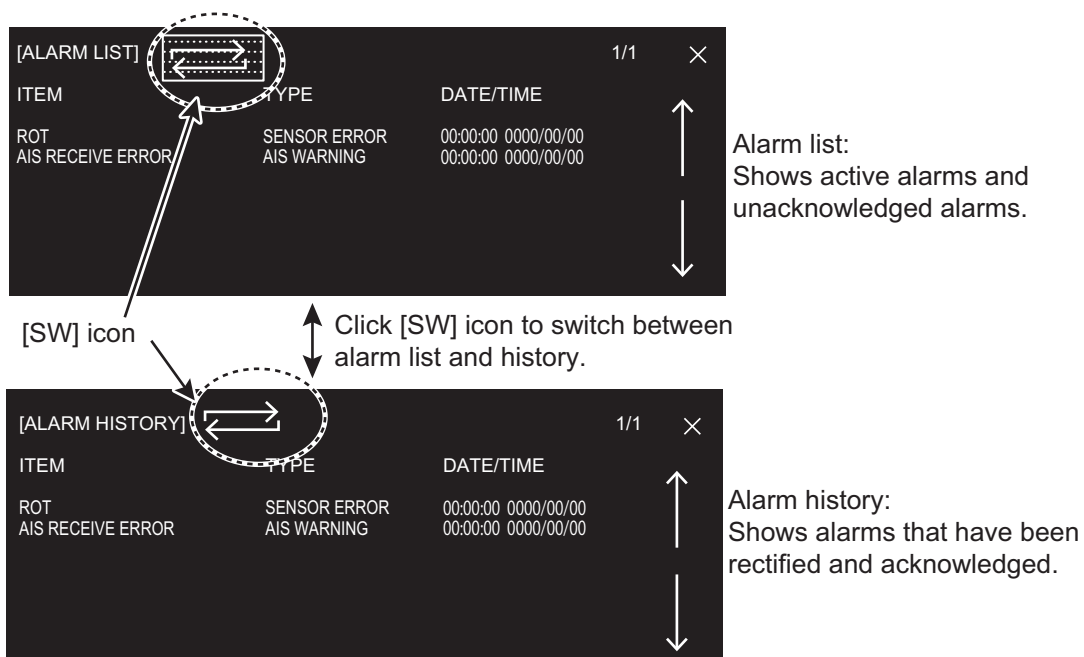 [ALARM LIST] 1/1 ×
ITEM TYPE DATE/TIME
ROT SENSOR ERROR 00:00:00 0000/00/00
AIS RECEIVE ERROR AIS WARNING 00:00:00 0000/00/00
Alarm list:
Shows active alarms and
unacknowledged alarms.
[SW] icon
Click [SW] icon to switch between
alarm list and history.
[ALARM HISTORY] 1/1 ×
ITEM TYPE DATE/TIME
ROT SENSOR ERROR 00:00:00 0000/00/00
AIS RECEIVE ERROR AIS WARNING 00:00:00 0000/00/00
Alarm history:
Shows alarms that have been
rectified and acknowledged.